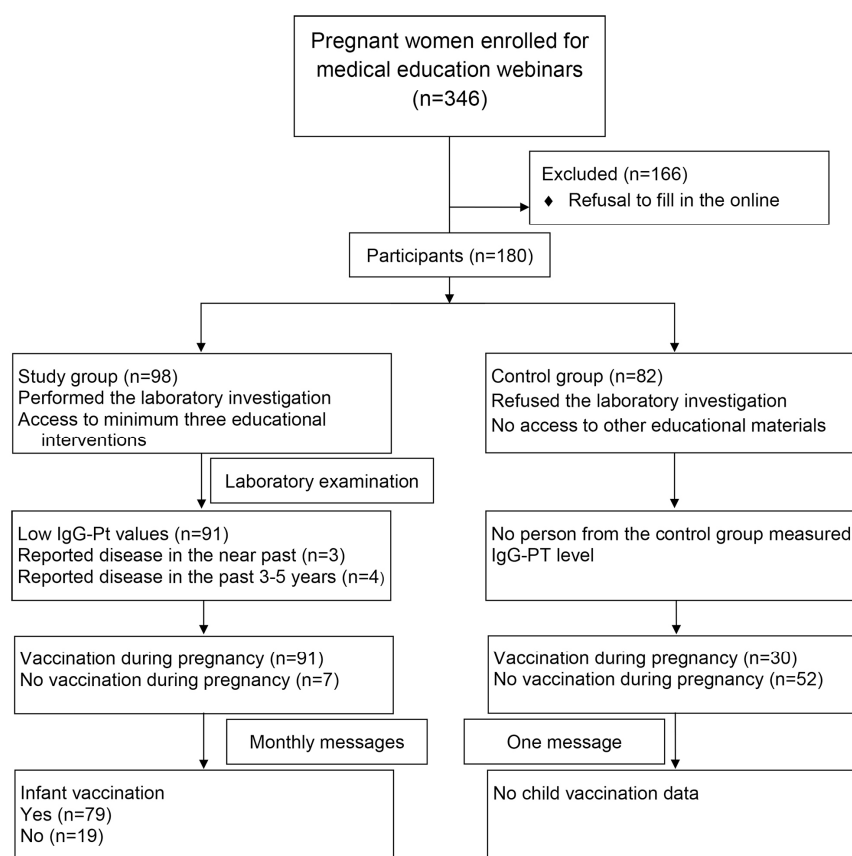 Pregnant women enrolled for
medical education webinars
(n=346)
Excluded (n=166)
♦ Refusal to fill in the online
Participants (n=180)
Study group (n=98)
Performed the laboratory investigation
Access to minimum three educational
interventions
Control group (n=82)
Refused the laboratory investigation
No access to other educational materials
Laboratory examination
Low IgG-Pt values (n=91)
Reported disease in the near past (n=3)
Reported disease in the past 3-5 years (n=4)
No person from the control group measured
IgG-PT level
Vaccination during pregnancy (n=91)
No vaccination during pregnancy (n=7)
Vaccination during pregnancy (n=30)
No vaccination during pregnancy (n=52)
Monthly messages
One message
Infant vaccination
Yes (n=79)
No (n=19)
No child vaccination data